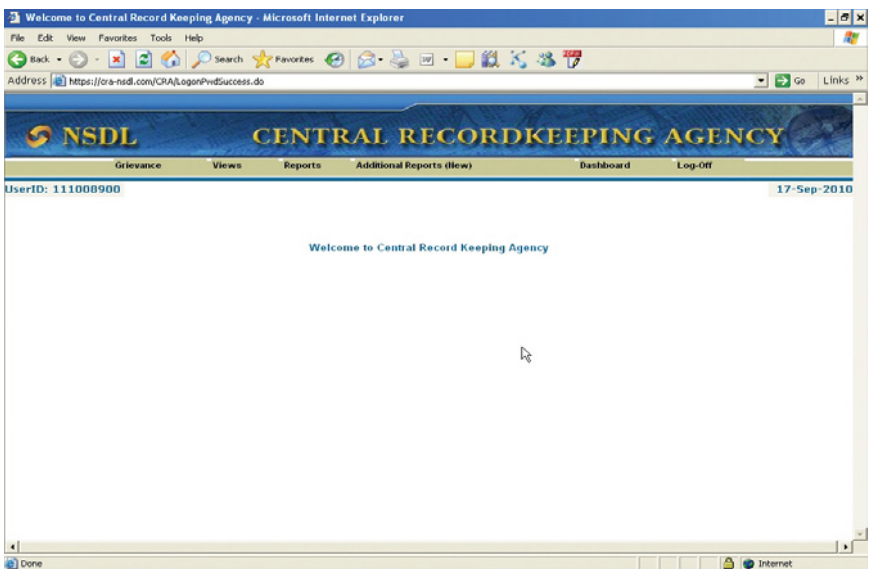 Welcome to Central Record Keeping Agency - Microsoft Internet Explorer
File Edit View Favorites Tools Help
Back Search Favorites
Address https://cra-nsdl.com/CRA/LogonPwdSuccess.do Go Links »
NSDL CENTRAL RECORDKEEPING AGENCY
Grievance Views Reports Additional Reports (New) Dashboard Log-Off
UserID: 111008900 17-Sep-2010
Welcome to Central Record Keeping Agency
Done Internet